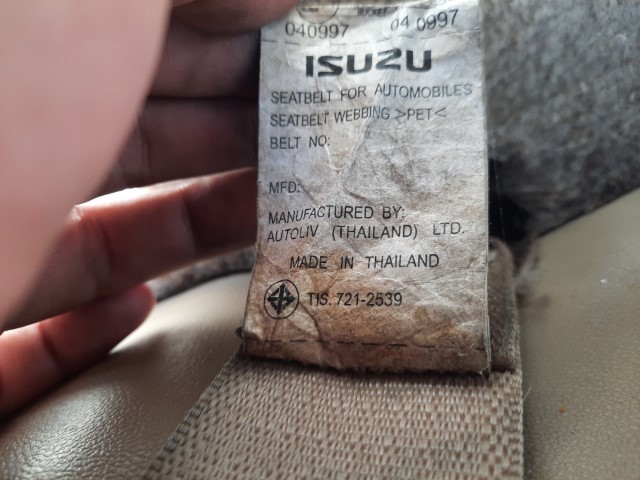 040997 04 0997
ISUZU
SEATBELT FOR AUTOMOBILES
SEATBELT WEBBING >PET<
BELT NO:
MFD:
MANUFACTURED BY:
AUTOLIV (THAILAND) LTD.
MADE IN THAILAND
TIS. 721-2539